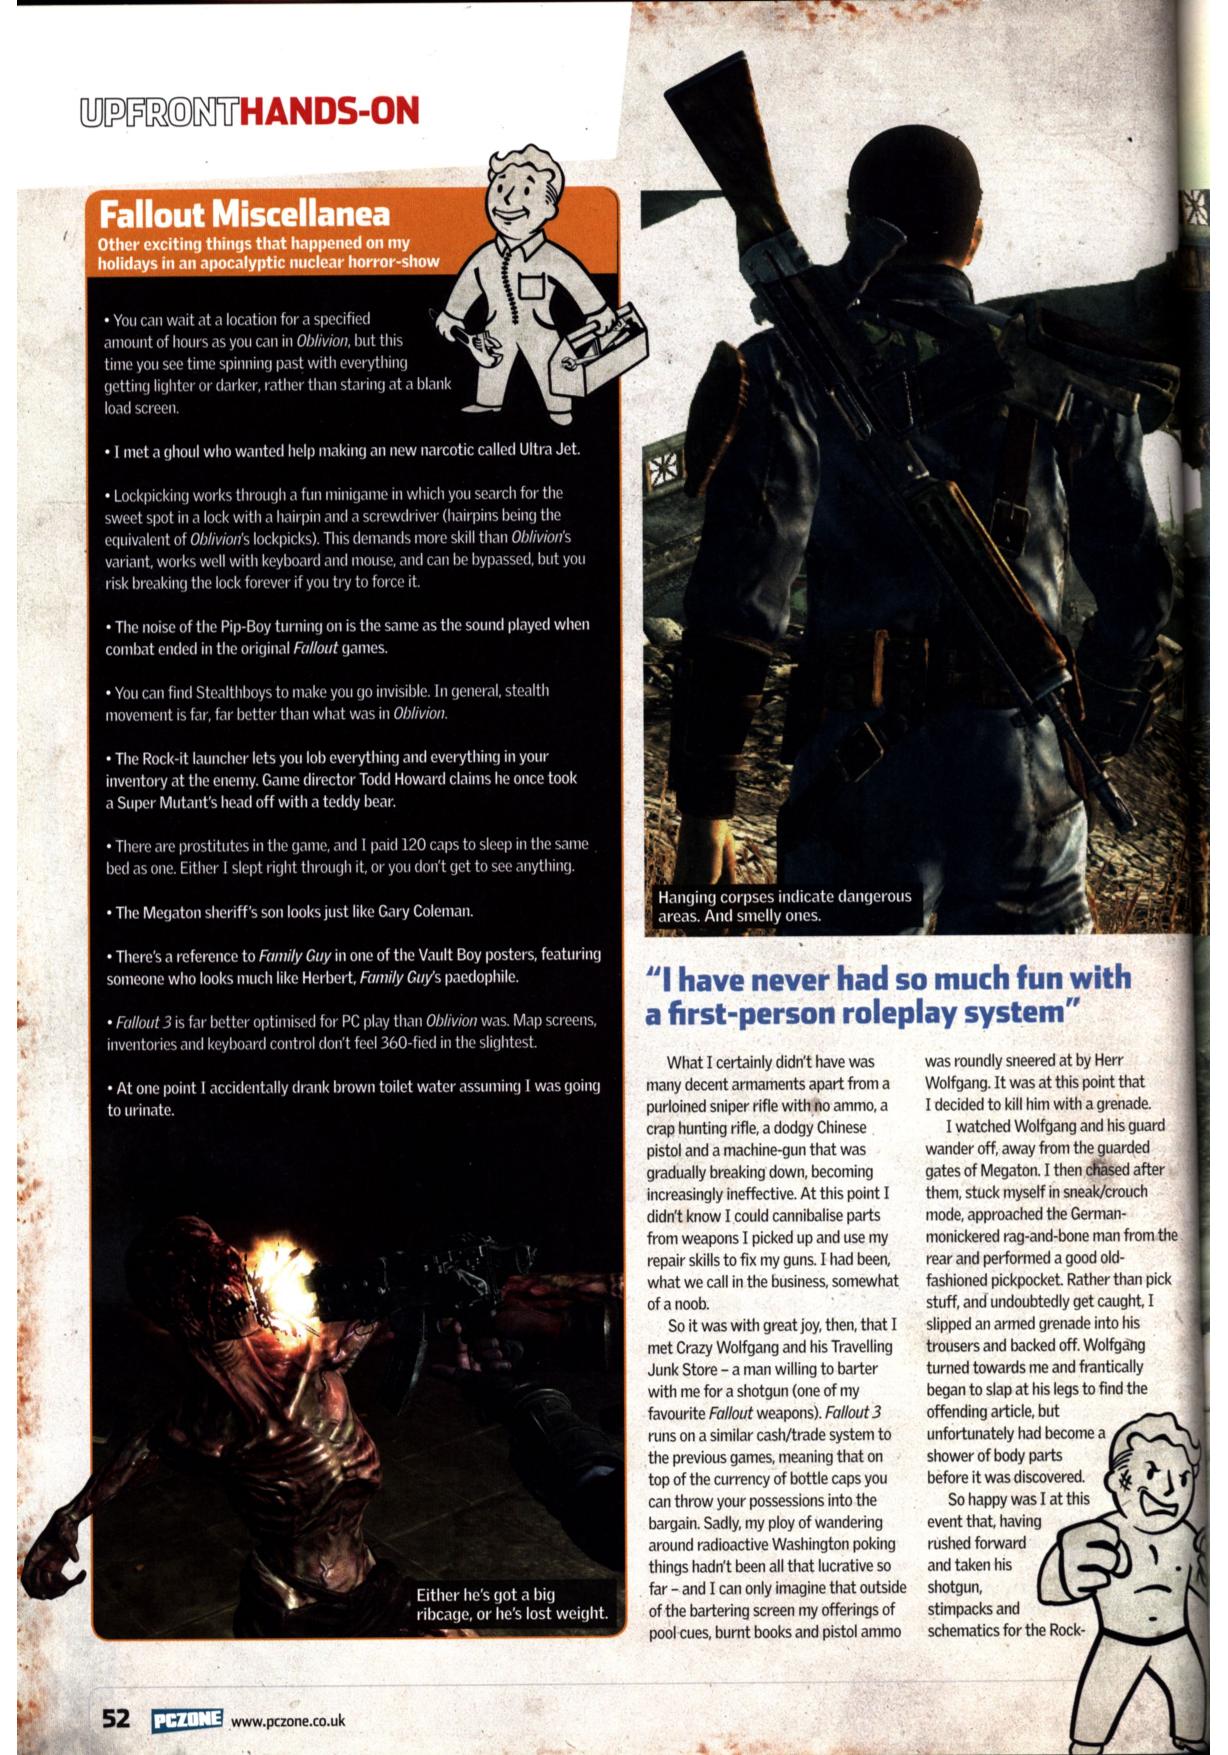 UPFRONTHANDS-ON
Fallout Miscellanea
Other exciting things that happened on my
holidays in an apocalyptic nuclear horror-show
• You can wait at a location for a specified
amount of hours as you can in Oblivion, but this
time you see time spinning past with everything
getting lighter or darker, rather than staring at a blank
load screen.
• I met a ghoul who wanted help making an new narcotic called Ultra Jet.
• Lockpicking works through a fun minigame in which you search for the
sweet spot in a lock with a hairpin and a screwdriver (hairpins being the
equivalent of Oblivion's lockpicks). This demands more skill than Oblivion's
variant, works well with keyboard and mouse, and can be bypassed, but you
risk breaking the lock forever if you try to force it.
• The noise of the Pip-Boy turning on is the same as the sound played when
combat ended in the original Fallout games.
• You can find Stealthboys to make you go invisible. In general, stealth
movement is far, far better than what was in Oblivion.
• The Rock-it launcher lets you lob everything and everything in your
inventory at the enemy. Game director Todd Howard claims he once took
a Super Mutant's head off with a teddy bear.
• There are prostitutes in the game, and I paid 120 caps to sleep in the same
bed as one. Either I slept right through it, or you don't get to see anything.
• The Megaton sheriff's son looks just like Gary Coleman.
• There's a reference to Family Guy in one of the Vault Boy posters, featuring
someone who looks much like Herbert, Family Guy's paedophile.
• Fallout 3 is far better optimised for PC play than Oblivion was. Map screens,
inventories and keyboard control don't feel 360-fied in the slightest.
• At one point I accidentally drank brown toilet water assuming I was going
to urinate.
Either he's got a big
ribcage, or he's lost weight.
Hanging corpses indicate dangerous
areas. And smelly ones.
"I have never had so much fun with
a first-person roleplay system"
What I certainly didn't have was
many decent armaments apart from a
purloined sniper rifle with no ammo, a
crap hunting rifle, a dodgy Chinese
pistol and a machine-gun that was
gradually breaking down, becoming
increasingly ineffective. At this point I
didn't know I could cannibalise parts
from weapons I picked up and use my
repair skills to fix my guns. I had been,
what we call in the business, somewhat
of a noob.
So it was with great joy, then, that I
met Crazy Wolfgang and his Travelling
Junk Store – a man willing to barter
with me for a shotgun (one of my
favourite Fallout weapons). Fallout 3
runs on a similar cash/trade system to
the previous games, meaning that on
top of the currency of bottle caps you
can throw your possessions into the
bargain. Sadly, my ploy of wandering
around radioactive Washington poking
things hadn't been all that lucrative so
far – and I can only imagine that outside
of the bartering screen my offerings of
pool cues, burnt books and pistol ammo
was roundly sneered at by Herr
Wolfgang. It was at this point that
I decided to kill him with a grenade.
I watched Wolfgang and his guard
wander off, away from the guarded
gates of Megaton. I then chased after
them, stuck myself in sneak/crouch
mode, approached the German-
monickered rag-and-bone man from the
rear and performed a good old-
fashioned pickpocket. Rather than pick
stuff, and undoubtedly get caught, I
slipped an armed grenade into his
trousers and backed off. Wolfgang
turned towards me and frantically
began to slap at his legs to find the
offending article, but
unfortunately had become a
shower of body parts
before it was discovered.
So happy was I at this
event that, having
rushed forward
and taken his
shotgun,
stimpacks and
schematics for the Rock-
52 PCZONE www.pczone.co.uk